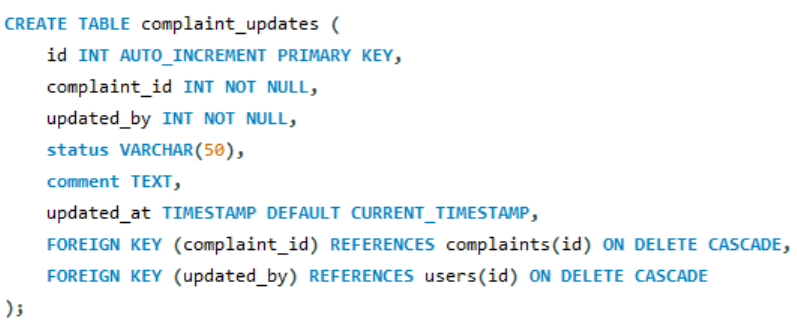 CREATE TABLE complaint_updates (
    id INT AUTO_INCREMENT PRIMARY KEY,
    complaint_id INT NOT NULL,
    updated_by INT NOT NULL,
    status VARCHAR(50),
    comment TEXT,
    updated_at TIMESTAMP DEFAULT CURRENT_TIMESTAMP,
    FOREIGN KEY (complaint_id) REFERENCES complaints(id) ON DELETE CASCADE,
    FOREIGN KEY (updated_by) REFERENCES users(id) ON DELETE CASCADE
);